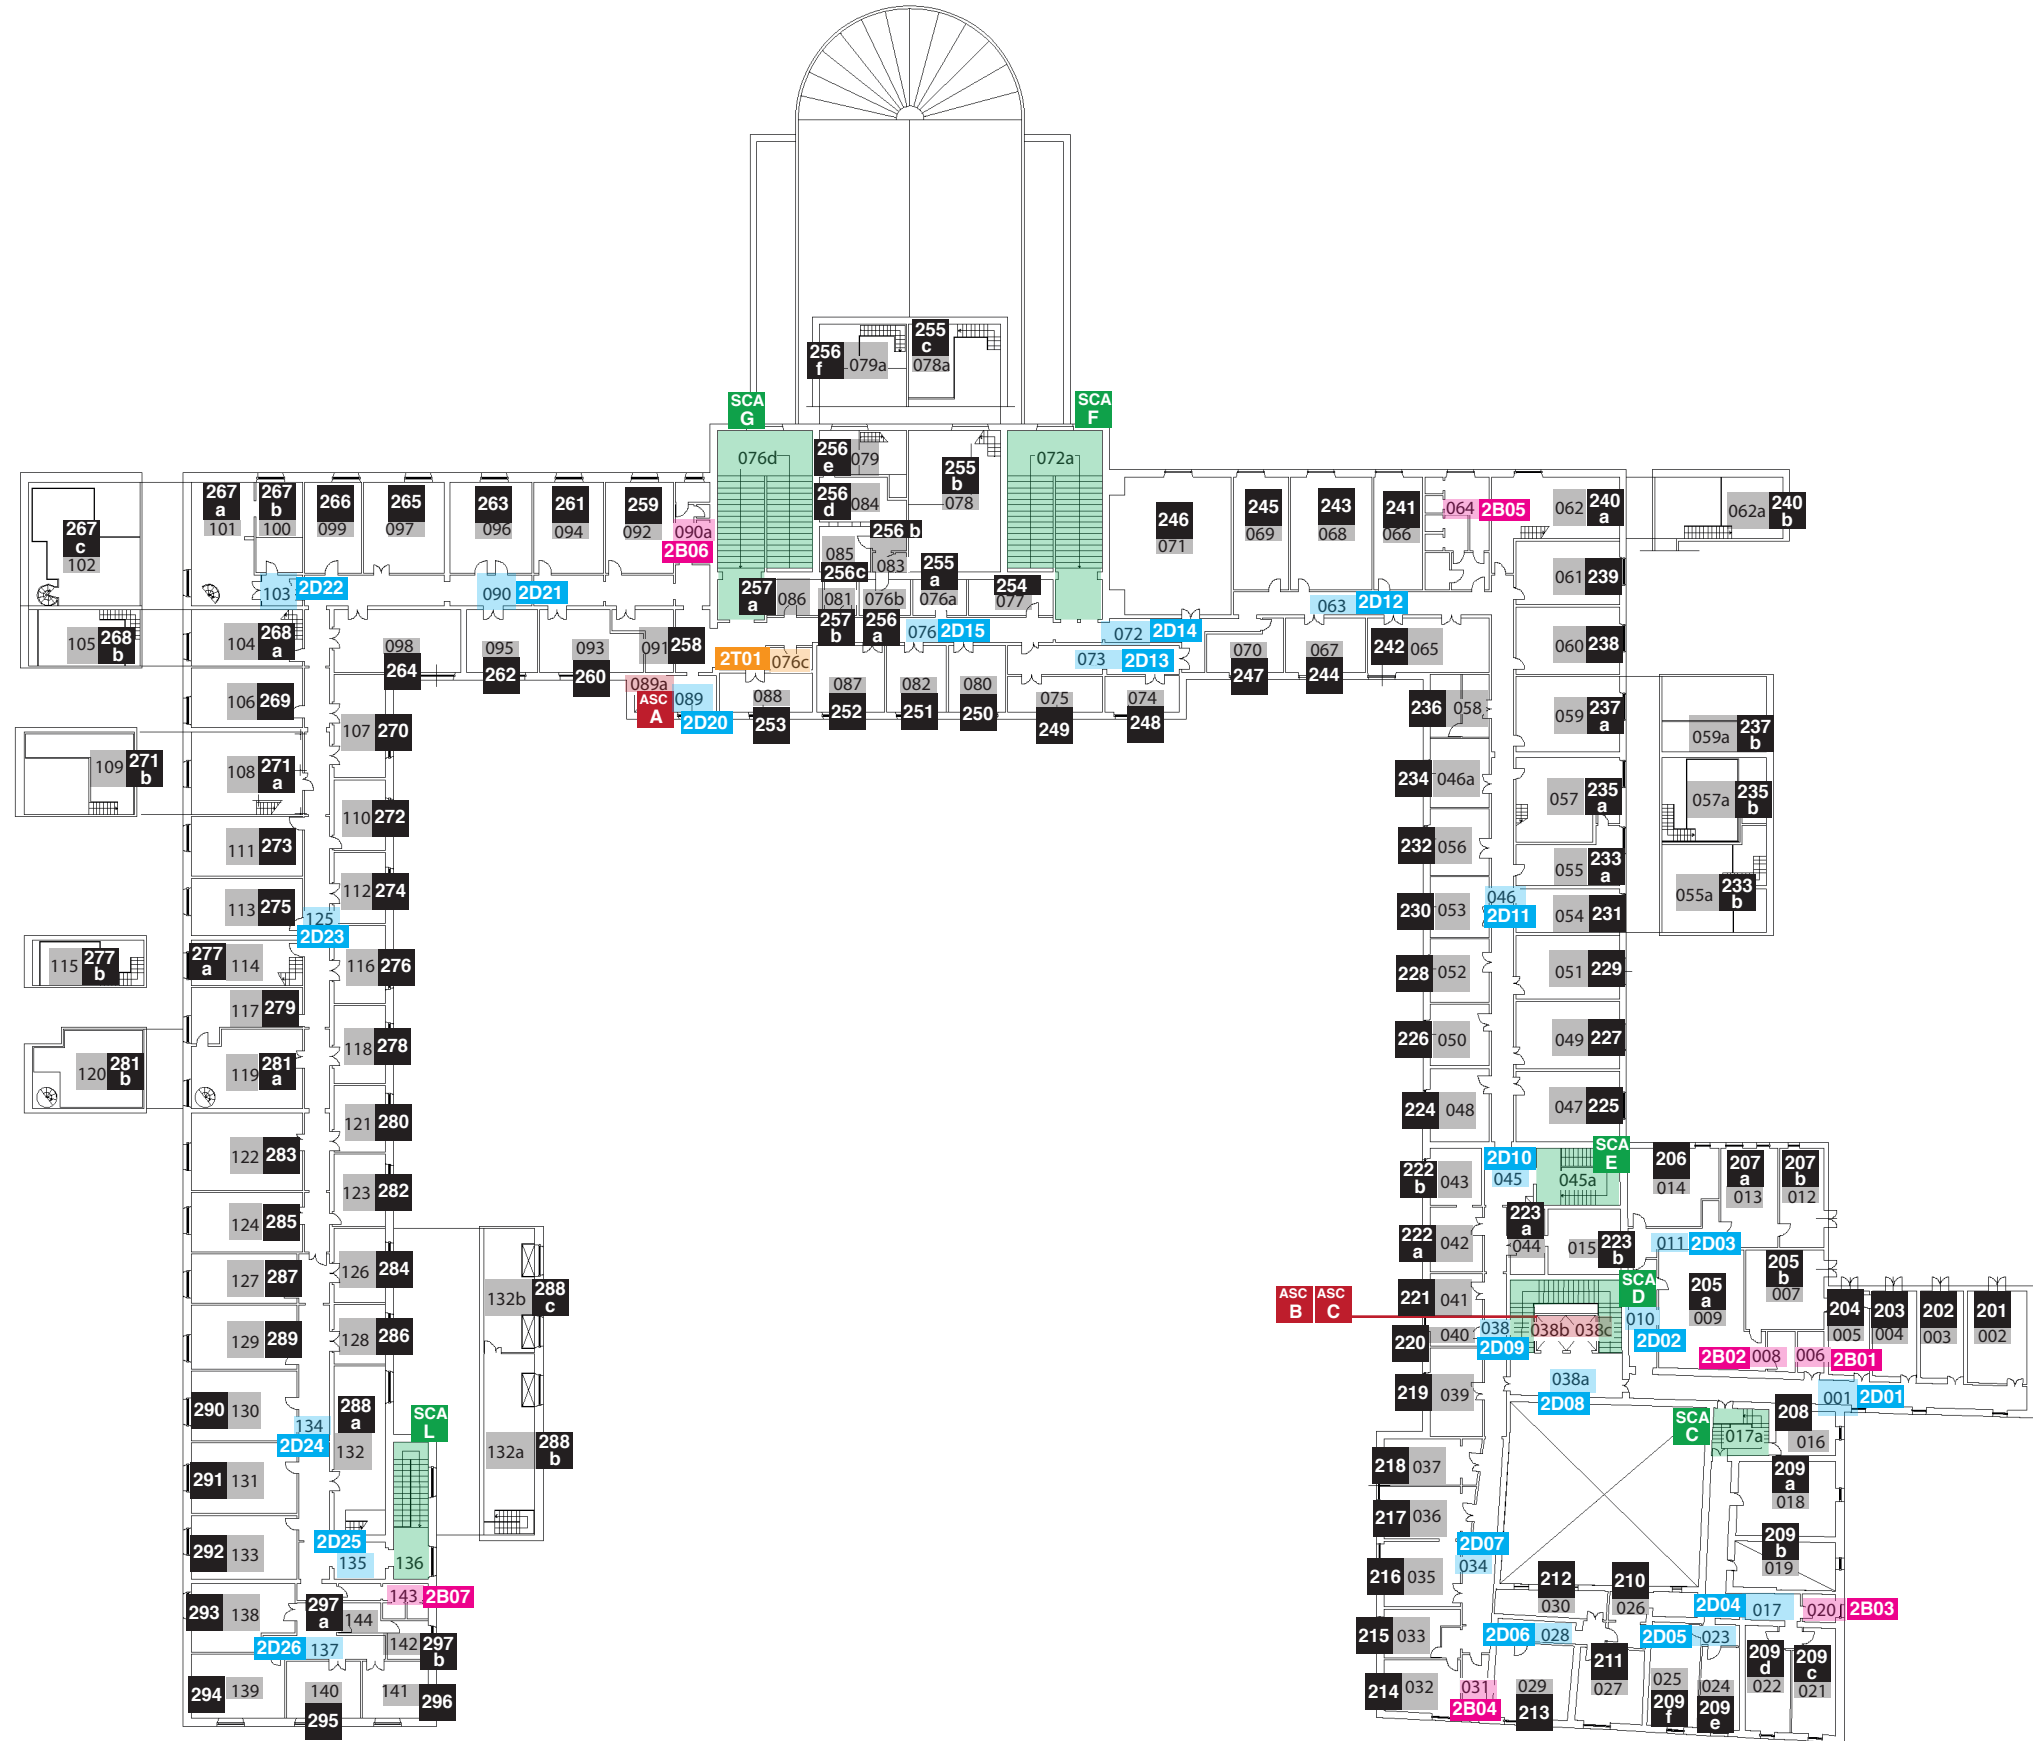 255
c
256
f
079a
078a
SCA
G
SCA
F
076d
256
e
079
255
b
078
072a
256
d
084
256 b
085
083
256c
255
a
254
257
a
086
081
076b
076a
077
257
b
256
a
076
2D15
072
2D14
073
2D13
2T01
076c
267
c
102
267
a
101
267
b
100
266
099
265
097
263
096
261
094
259
092
090a
2B06
103
2D22
090
2D21
105
268
b
104
268
a
098
264
095
262
093
260
091
258
089a
ASC
A
089
2D20
088
253
087
252
082
251
080
250
075
249
074
248
246
071
245
069
243
068
241
066
064
2B05
062
240
a
062a
240
b
063
2D12
061
239
070
247
067
244
242
065
060
238
236
058
059
237
a
059a
237
b
234
046a
057
235
a
057a
235
b
232
056
055
233
a
055a
233
b
230
053
046
2D11
054
231
228
052
051
229
226
050
049
227
224
048
047
225
106
269
107
270
109
271
b
108
271
a
110
272
111
273
112
274
113
275
125
2D23
115
277
b
277
a
114
116
276
117
279
118
278
120
281
b
119
281
a
121
280
122
283
123
282
124
285
126
284
127
287
128
286
129
289
132b
288
c
290
130
134
2D24
288
a
132
SCA
L
132a
288
b
291
131
292
133
2D25
135
136
293
138
297
a
144
143
2B07
2D26
137
142
297
b
294
139
140
295
141
296
222
b
043
2D10
045
SCA
E
045a
206
014
207
a
013
207
b
012
222
a
042
223
a
044
015
223
b
011
2D03
221
041
ASC
B
ASC
C
SCA
D
038b
038c
010
2D02
205
a
009
205
b
007
204
005
203
004
202
003
201
002
220
040
038
2D09
2B02
008
006
2B01
219
039
038a
2D08
001
2D01
SCA
C
017a
208
016
218
037
209
a
018
217
036
2D07
034
209
b
019
216
035
212
030
210
026
2D04
017
020
2B03
215
033
2D06
028
2D05
023
214
032
031
2B04
029
213
211
027
025
209
f
024
209
e
209
d
022
209
c
021